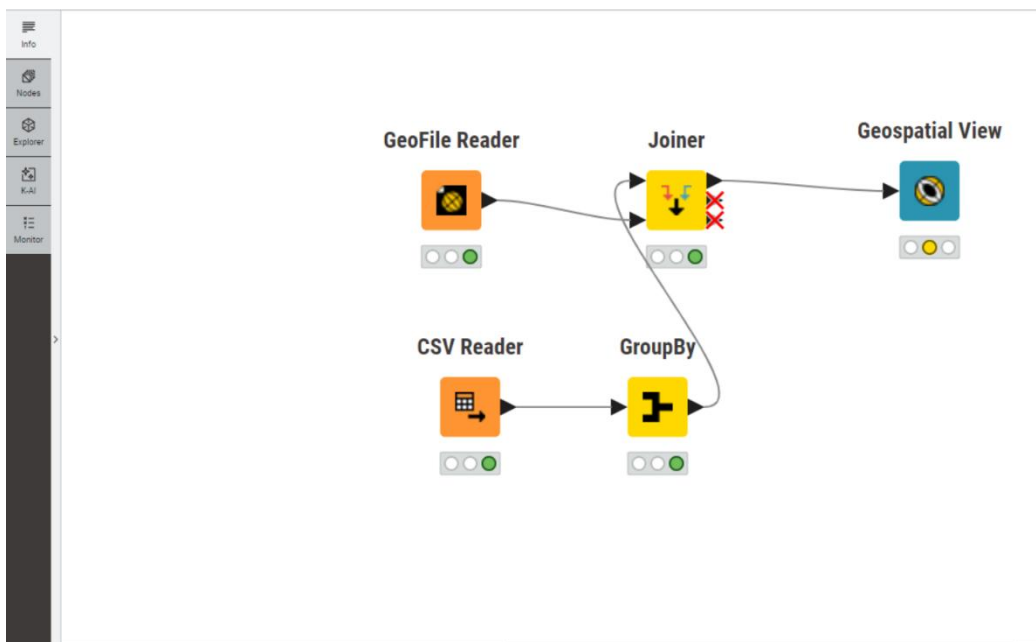 Info
Nodes
Explorer
K-AI
Monitor
GeoFile Reader
Joiner
Geospatial View
CSV Reader
GroupBy